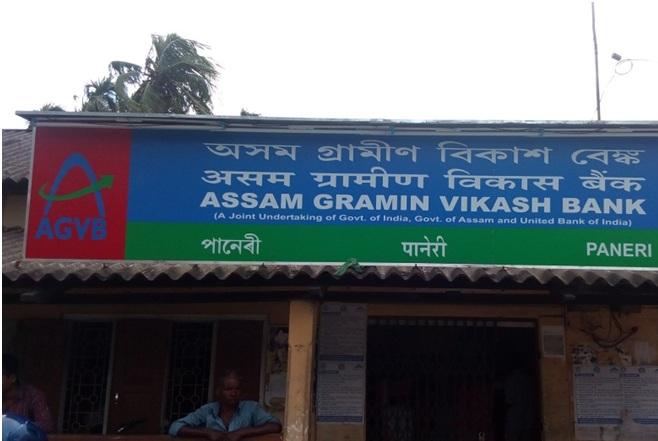 অসম গ্রামীণ বিকাশ বেঙ্ক
असम ग्रामीण विकास बैंक
ASSAM GRAMIN VIKASH BANK
(A Joint Undertaking of Govt. of India, Govt. of Assam and United Bank of India)
AGVB
পানেৰী पानेरी PANERI